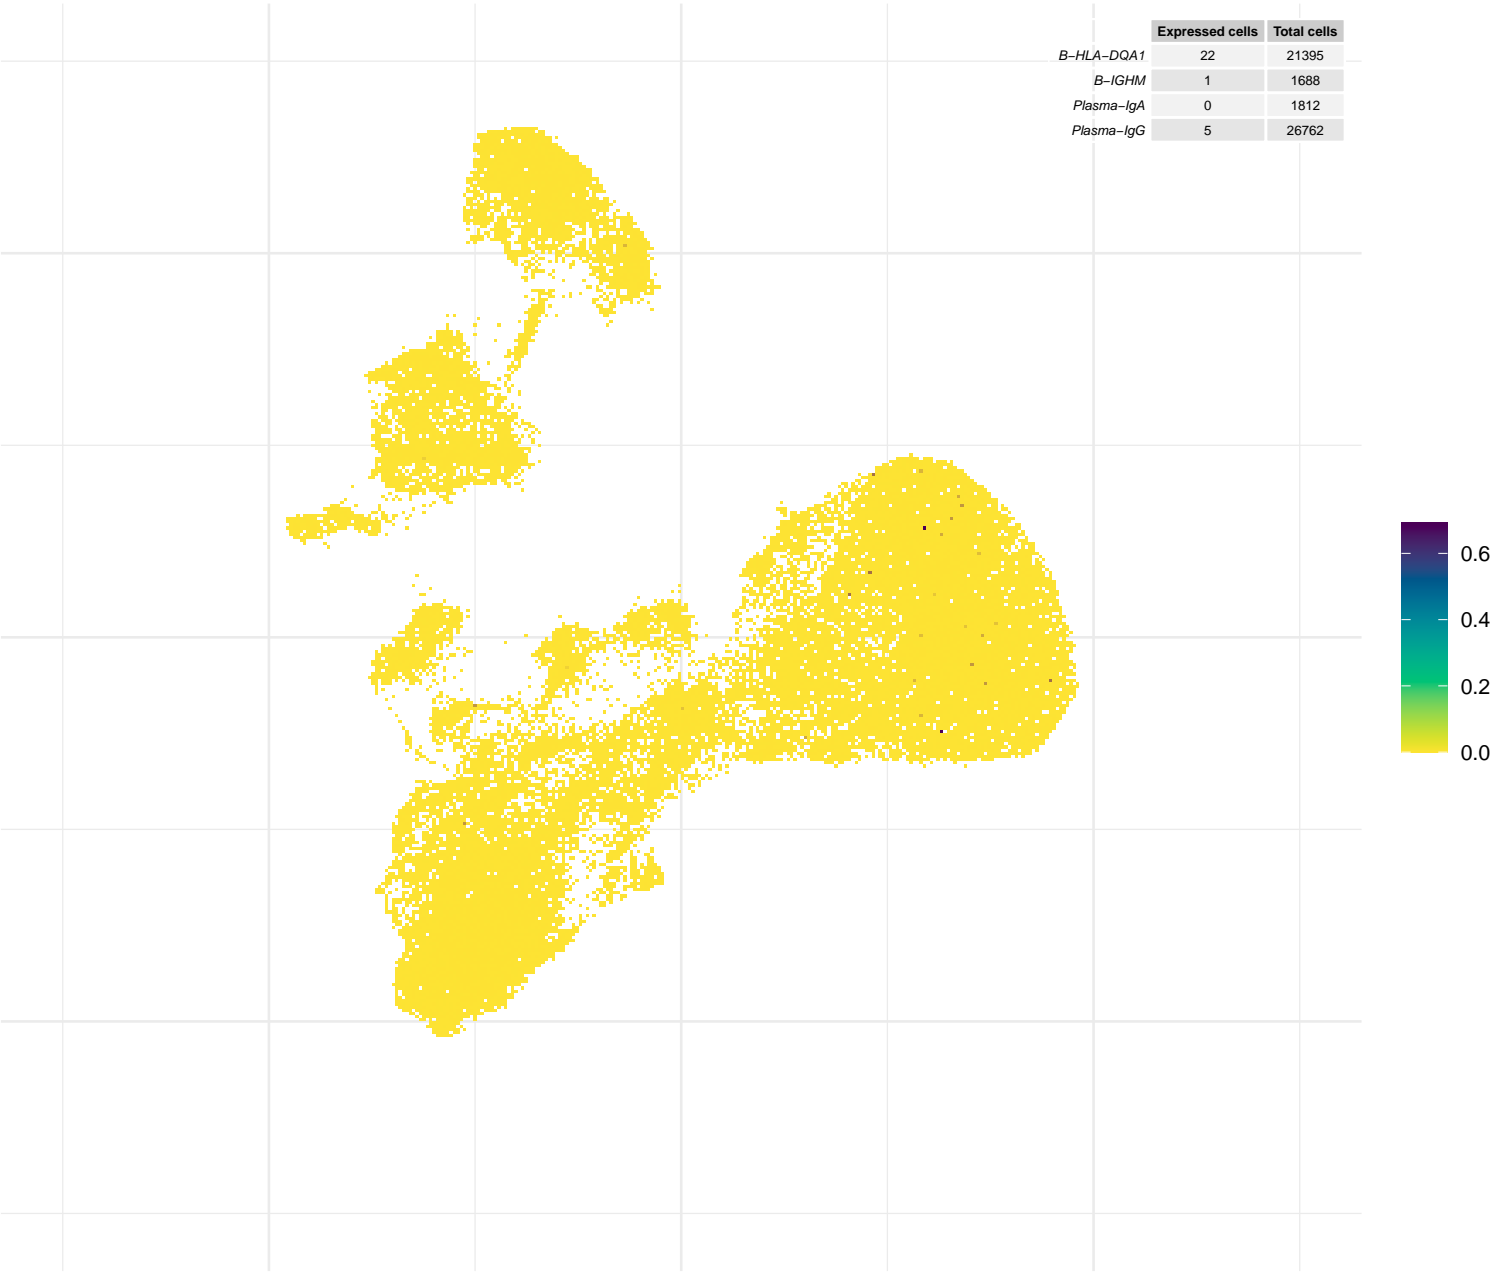 Expressed cells Total cells
B−HLA−DQA1 22 21395
B−IGHM 1 1688
Plasma−IgA 0 1812
Plasma−IgG 5 26762
0.6
0.4
0.2
0.0